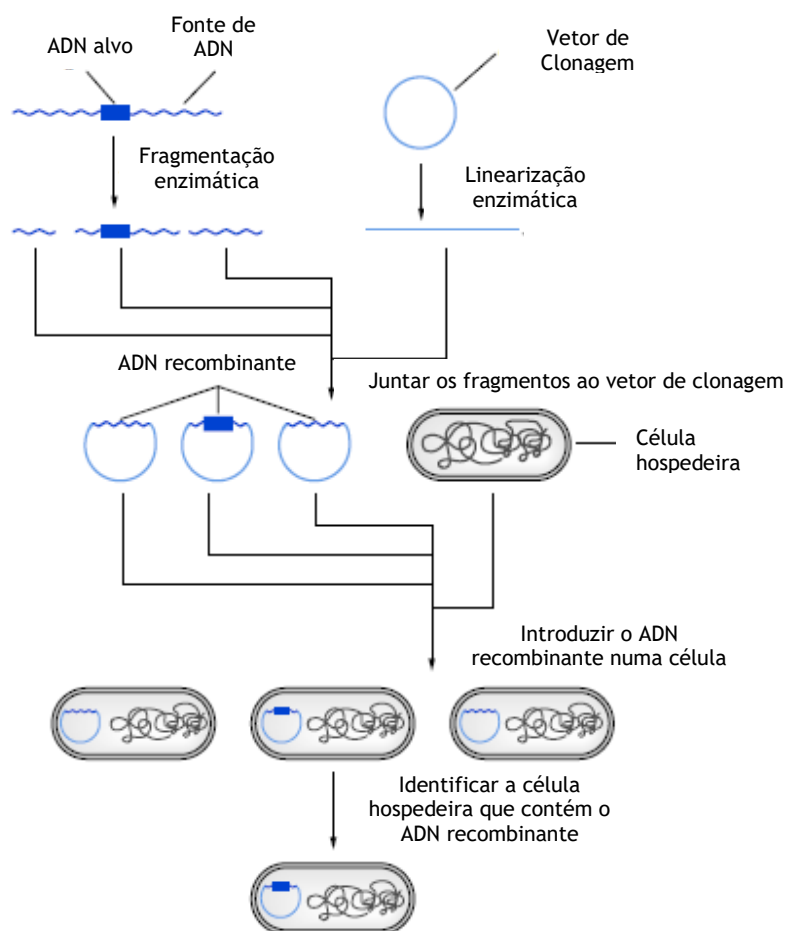 ADN alvo
Fonte de
ADN
Vetor de
Clonagem
Fragmentação
enzimática
Linearização
enzimática
ADN recombinante
Juntar os fragmentos ao vetor de clonagem
Célula
hospedeira
Introduzir o ADN
recombinante numa célula
Identificar a célula
hospedeira que contém o
ADN recombinante